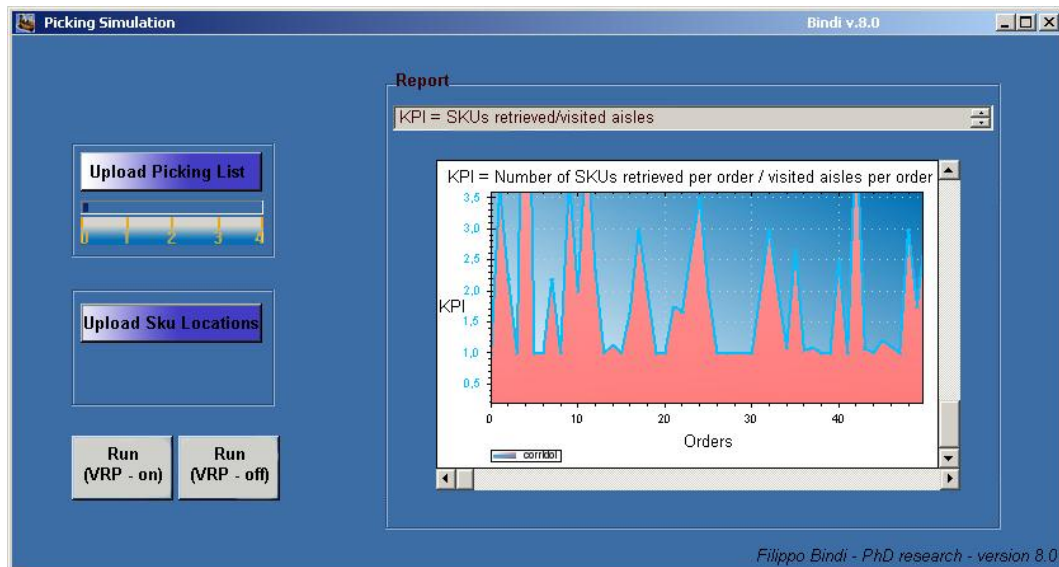 Picking Simulation
Bindi v.8.0
Report
KPI = SKUs retrieved/visited aisles
Upload Picking List
0 1 2 3 4
Upload Sku Locations
Run
(VRP - on)
Run
(VRP - off)
KPI = Number of SKUs retrieved per order / visited aisles per order
3,5
3,0
2,5
2,0
KPI
1,5
1,0
0,5
0 10 20 30 40
Orders
corridoi
Filippo Bindi - PhD research - version 8.0